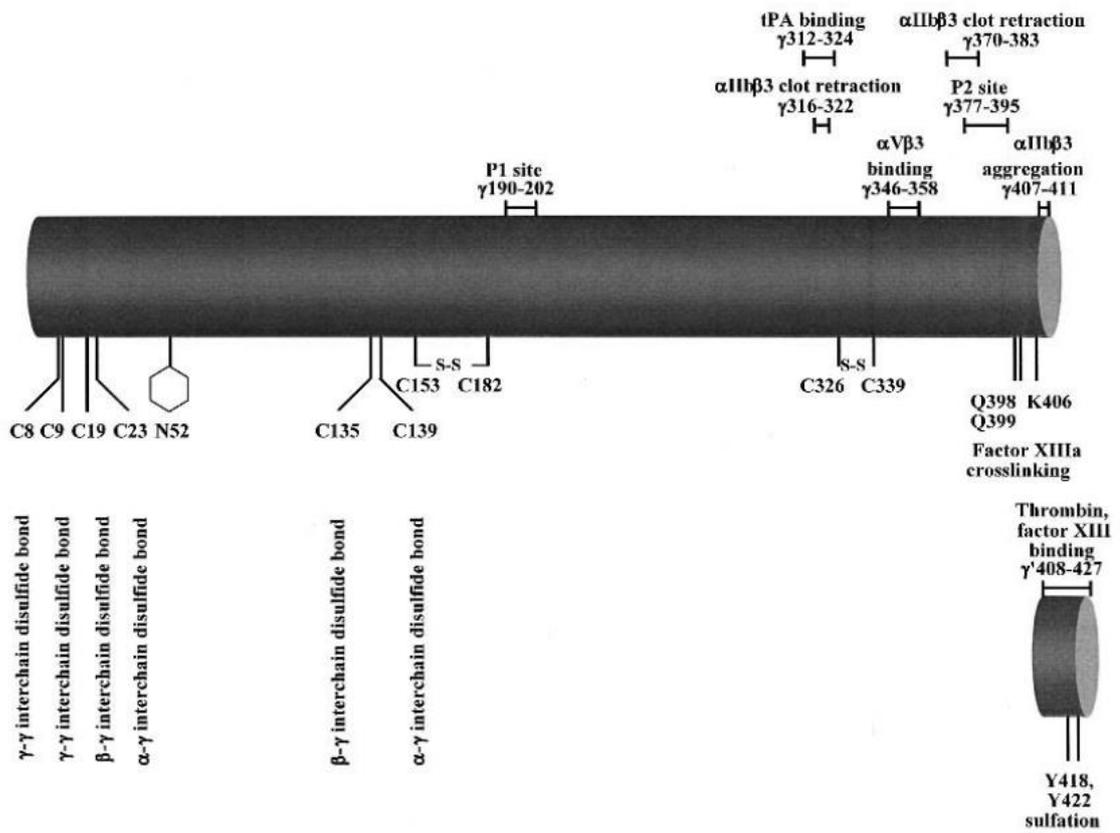 tPA binding
γ312-324
αIIbβ3 clot retraction
γ370-383
αIIbβ3 clot retraction
γ316-322
P2 site
γ377-395
P1 site
γ190-202
αVβ3
binding
γ346-358
αIIbβ3
aggregation
γ407-411
S-S
C153 C182
S-S
C326 C339
C8 C9 C19 C23 N52
C135 C139
Q398 K406
Q399
Factor XIIIa
crosslinking
γ-γ interchain disulfide bond
γ-γ interchain disulfide bond
β-γ interchain disulfide bond
α-γ interchain disulfide bond
β-γ interchain disulfide bond
α-γ interchain disulfide bond
Thrombin,
factor XIII
binding
γ'408-427
Y418,
Y422
sulfation